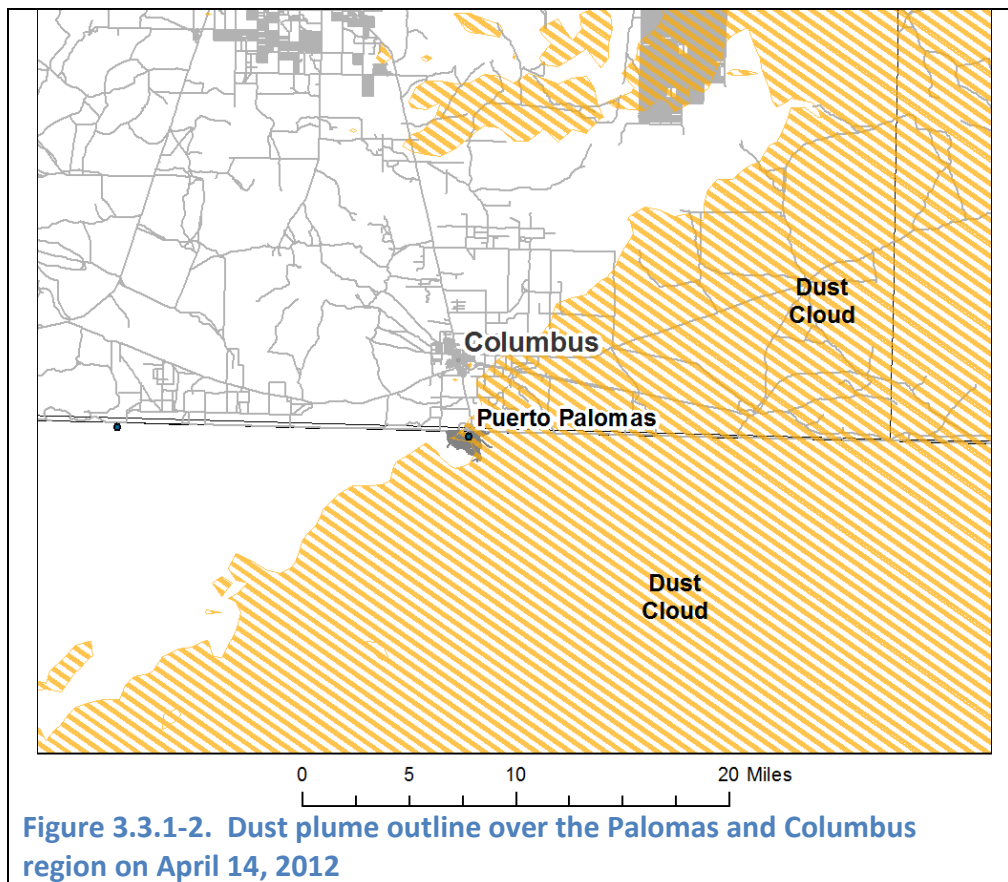 Dust
Cloud
Columbus
Puerto Palomas
Dust
Cloud
0 5 10 20 Miles
Figure 3.3.1-2. Dust plume outline over the Palomas and Columbus
region on April 14, 2012